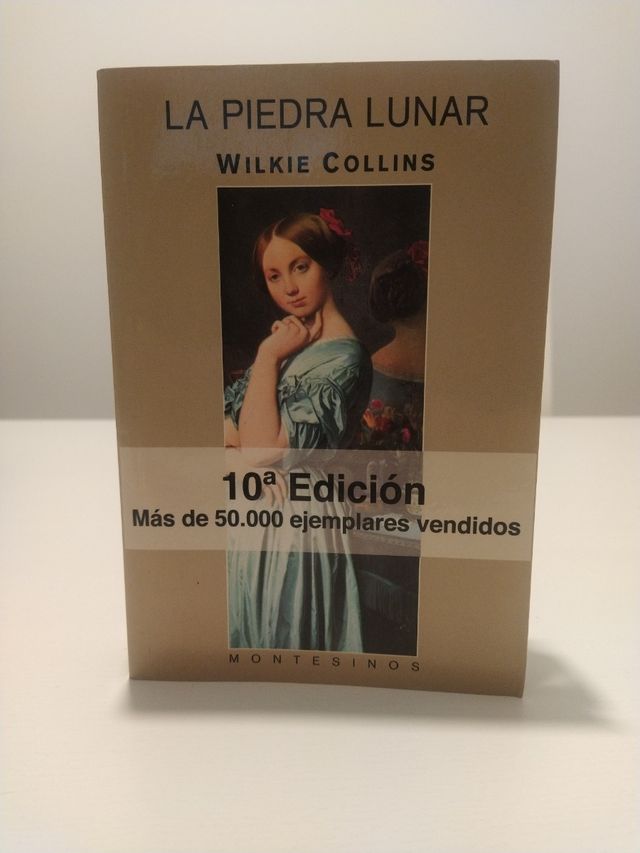 LA PIEDRA LUNAR
WILKIE COLLINS
10ª Edición
Más de 50.000 ejemplares vendidos
MONTESINOS